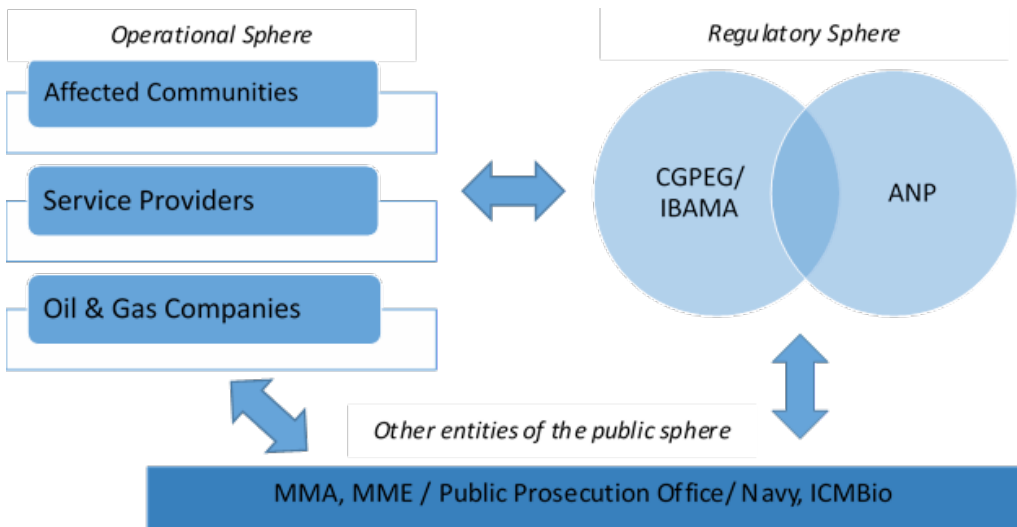 Operational Sphere
Affected Communities
Service Providers
Oil & Gas Companies
Regulatory Sphere
CGPEG/
IBAMA
ANP
Other entities of the public sphere
MMA, MME / Public Prosecution Office/ Navy, ICMBio